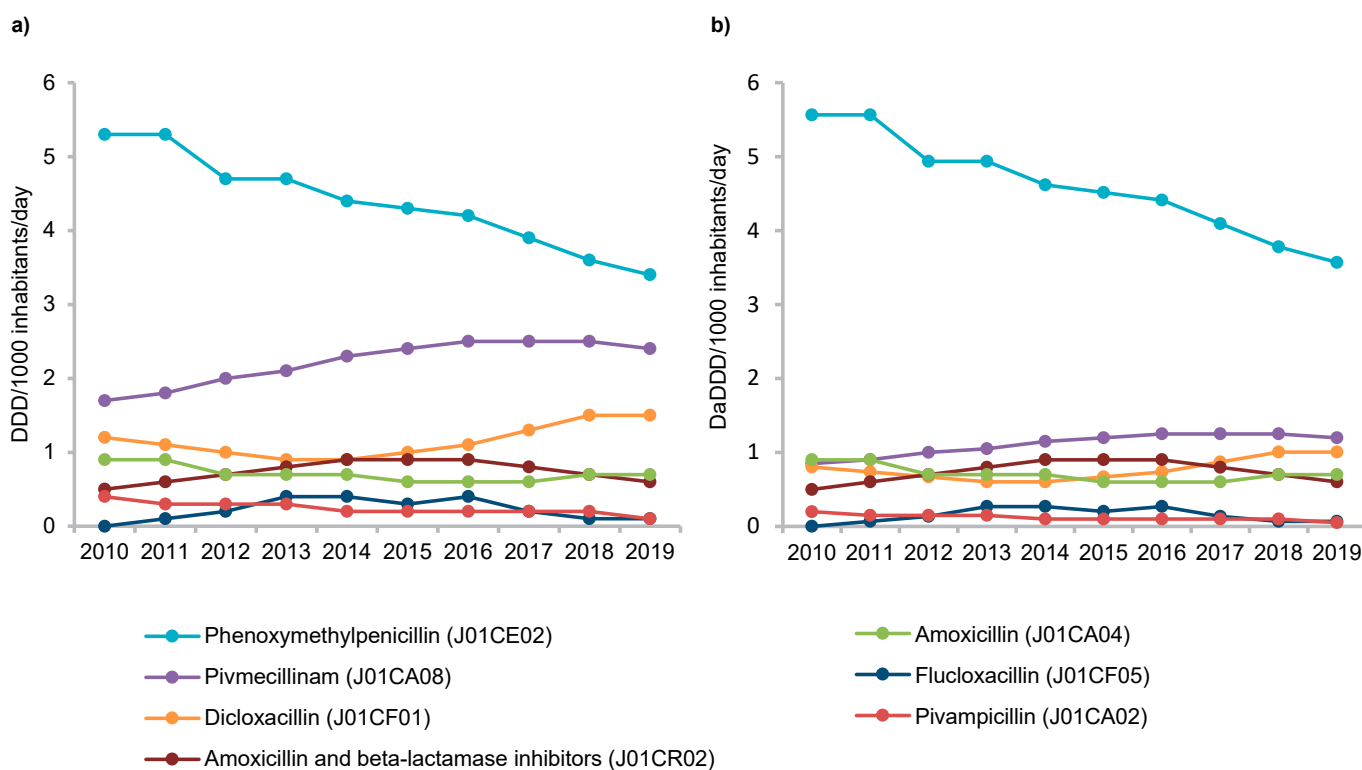 a)
DDD/1000 inhabitants/day
6
5
4
3
2
1
0
2010 2011 2012 2013 2014 2015 2016 2017 2018 2019
b)
DaDDD/1000 inhabitants/day
6
5
4
3
2
1
0
2010 2011 2012 2013 2014 2015 2016 2017 2018 2019
Phenoxymethylpenicillin (J01CE02)
Pivmecillinam (J01CA08)
Dicloxacillin (J01CF01)
Amoxicillin and beta-lactamase inhibitors (J01CR02)
Amoxicillin (J01CA04)
Flucloxacillin (J01CF05)
Pivampicillin (J01CA02)